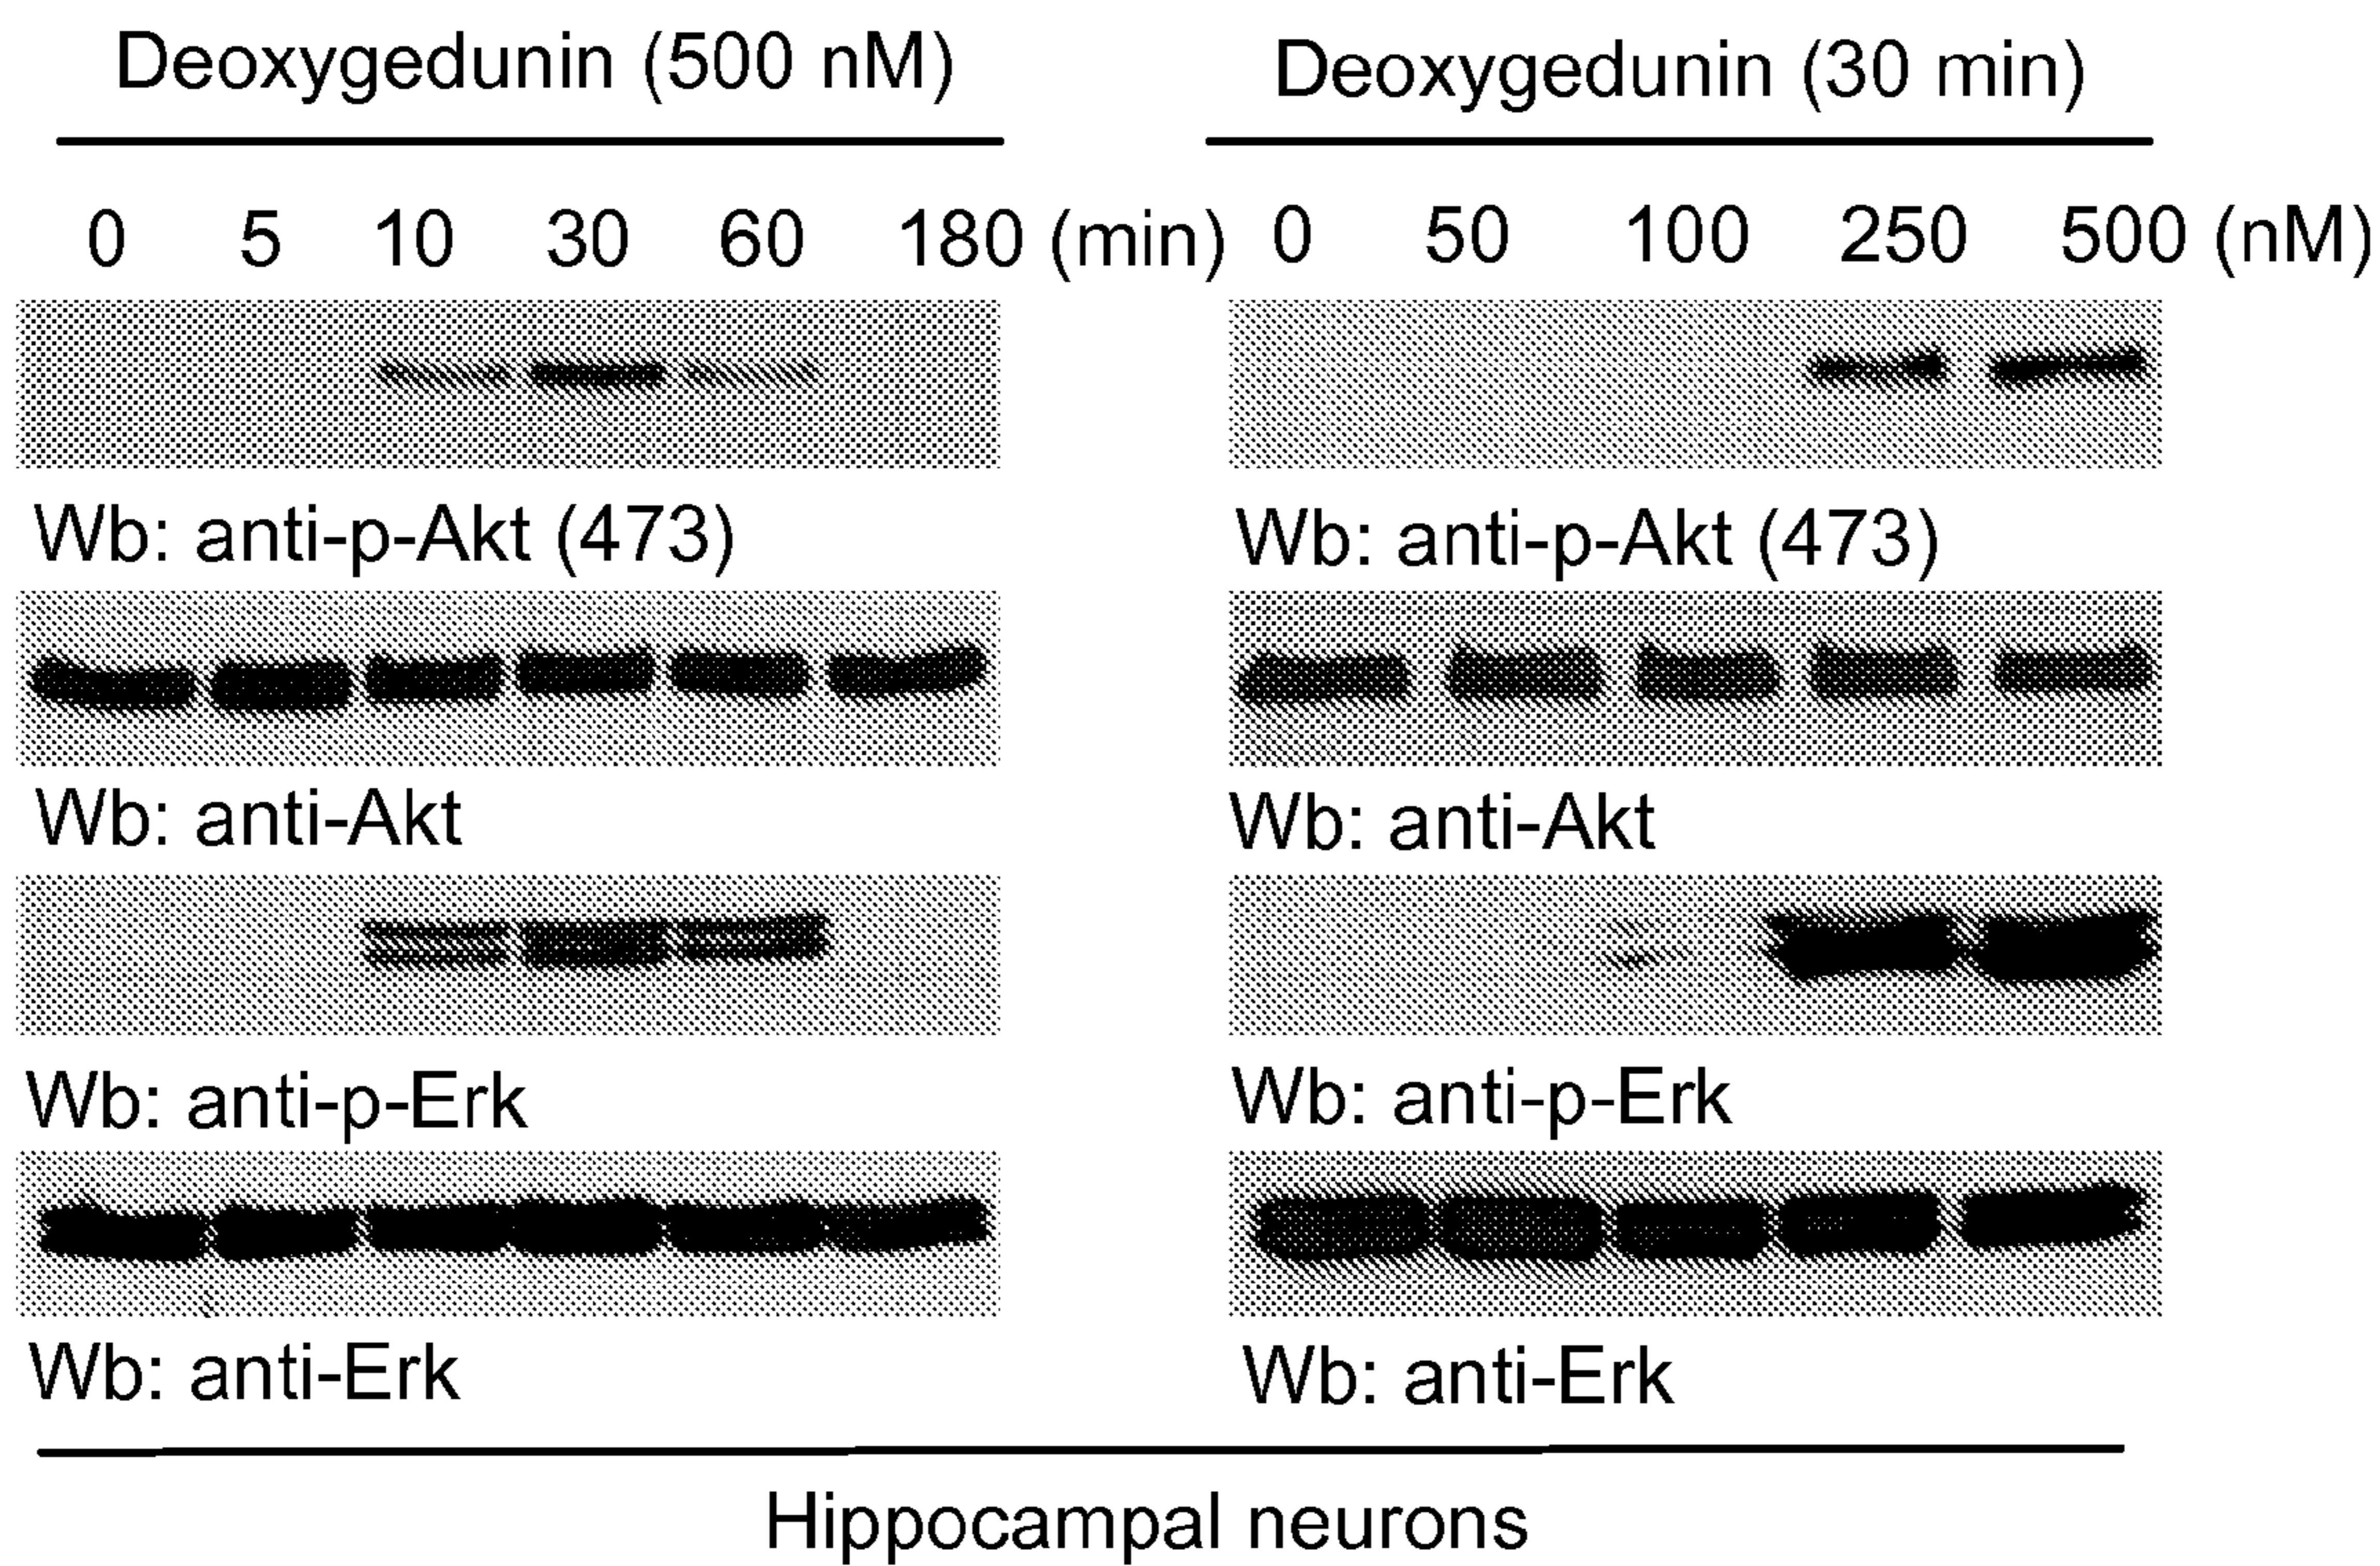 Deoxygedunin (500 nM)
0 5 10 30 60 180 (min)
Wb: anti-p-Akt (473)
Wb: anti-Akt
Wb: anti-p-Erk
Wb: anti-Erk
Deoxygedunin (30 min)
0 50 100 250 500 (nM)
Wb: anti-p-Akt (473)
Wb: anti-Akt
Wb: anti-p-Erk
Wb: anti-Erk
Hippocampal neurons